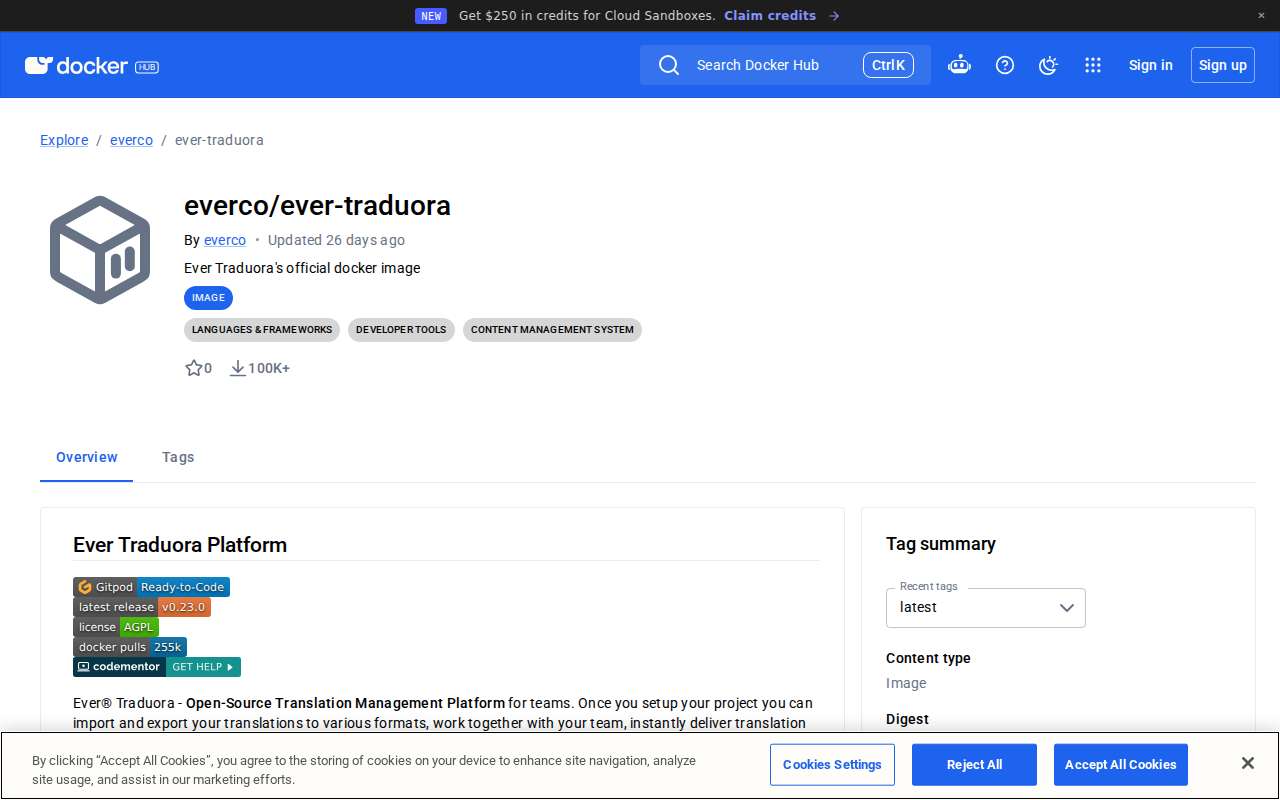 NEW Get $250 in credits for Cloud Sandboxes. Claim credits → ×
docker HUB Search Docker Hub Ctrl K Sign in Sign up
Explore / everco / ever-traduora
everco/ever-traduora
By everco • Updated 26 days ago
Ever Traduora's official docker image
IMAGE
LANGUAGES & FRAMEWORKS DEVELOPER TOOLS CONTENT MANAGEMENT SYSTEM
0 100K+
Overview Tags
Ever Traduora Platform
Gitpod Ready-to-Code
latest release v0.23.0
license AGPL
docker pulls 255k
codementor GET HELP
Ever® Traduora - Open-Source Translation Management Platform for teams. Once you setup your project you can
import and export your translations to various formats, work together with your team, instantly deliver translation
Tag summary
Recent tags
latest
Content type
Image
Digest
By clicking “Accept All Cookies”, you agree to the storing of cookies on your device to enhance site navigation, analyze
site usage, and assist in our marketing efforts.
Cookies Settings Reject All Accept All Cookies